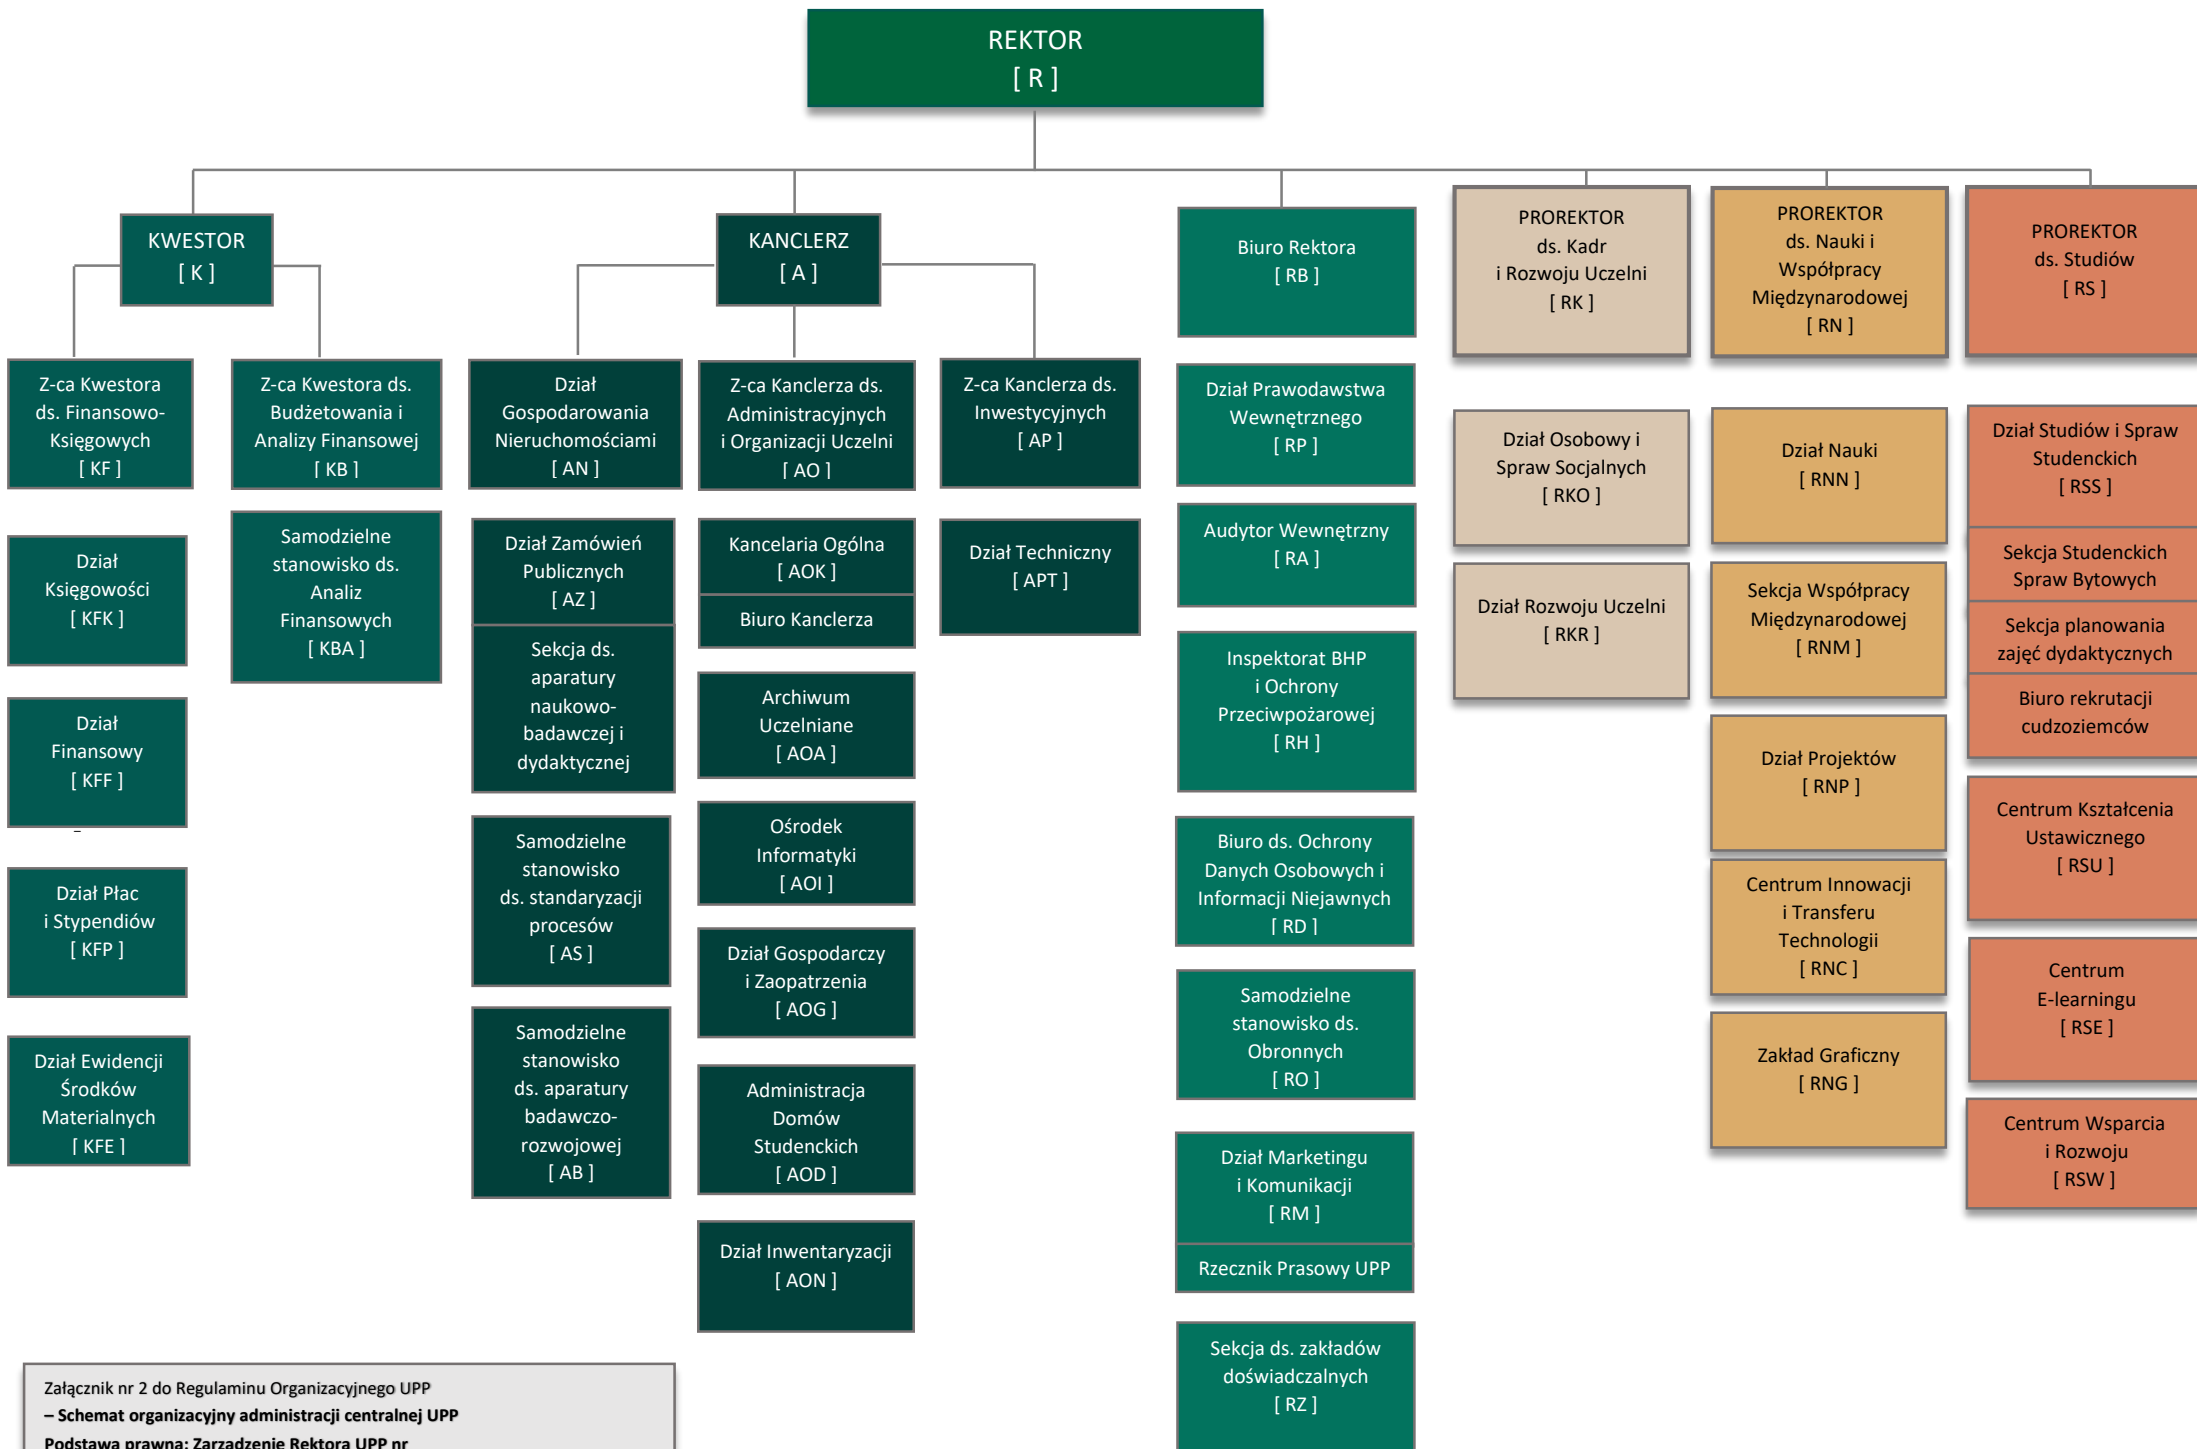 REKTOR
[ R ]
KWESTOR
[ K ]
KANCLERZ
[ A ]
Biuro Rektora
[ RB ]
PROREKTOR
ds. Kadr
i Rozwoju Uczelni
[ RK ]
PROREKTOR
ds. Nauki i
Współpracy
Międzynarodowej
[ RN ]
PROREKTOR
ds. Studiów
[ RS ]
Z-ca Kwestora
ds. Finansowo-
Księgowych
[ KF ]
Dział
Księgowości
[ KFK ]
Dział
Finansowy
[ KFF ]
Dział Płac
i Stypendiów
[ KFP ]
Dział Ewidencji
Środków
Materialnych
[ KFE ]
Z-ca Kwestora ds.
Budżetowania i
Analizy Finansowej
[ KB ]
Samodzielne
stanowisko ds.
Analiz
Finansowych
[ KBA ]
Dział
Gospodarowania
Nieruchomościami
[ AN ]
Dział Zamówień
Publicznych
[ AZ ]
Sekcja ds.
aparatury
naukowo-
badawczej i
dydaktycznej
Samodzielne
stanowisko
ds. standaryzacji
procesów
[ AS ]
Samodzielne
stanowisko
ds. aparatury
badawczo-
rozwojowej
[ AB ]
Z-ca Kanclerza ds.
Administracyjnych
i Organizacji Uczelni
[ AO ]
Kancelaria Ogólna
[ AOK ]
Biuro Kanclerza
Archiwum
Uczelniane
[ AOA ]
Ośrodek
Informatyki
[ AOI ]
Dział Gospodarczy
i Zaopatrzenia
[ AOG ]
Administracja
Domów
Studenckich
[ AOD ]
Dział Inwentaryzacji
[ AON ]
Z-ca Kanclerza ds.
Inwestycyjnych
[ AP ]
Dział Techniczny
[ APT ]
Dział Prawodawstwa
Wewnętrznego
[ RP ]
Audytor Wewnętrzny
[ RA ]
Inspektorat BHP
i Ochrony
Przeciwpożarowej
[ RH ]
Biuro ds. Ochrony
Danych Osobowych i
Informacji Niejawnych
[ RD ]
Samodzielne
stanowisko ds.
Obronnych
[ RO ]
Dział Marketingu
i Komunikacji
[ RM ]
Rzecznik Prasowy UPP
Sekcja ds. zakładów
doświadczalnych
[ RZ ]
Dział Osobowy i
Spraw Socjalnych
[ RKO ]
Dział Rozwoju Uczelni
[ RKR ]
Dział Nauki
[ RNN ]
Sekcja Współpracy
Międzynarodowej
[ RNM ]
Dział Projektów
[ RNP ]
Centrum Innowacji
i Transferu
Technologii
[ RNC ]
Zakład Graficzny
[ RNG ]
Dział Studiów i Spraw
Studenckich
[ RSS ]
Sekcja Studenckich
Spraw Bytowych
Sekcja planowania
zajęć dydaktycznych
Biuro rekrutacji
cudzoziemców
Centrum Kształcenia
Ustawicznego
[ RSU ]
Centrum
E-learningu
[ RSE ]
Centrum Wsparcia
i Rozwoju
[ RSW ]
Załącznik nr 2 do Regulaminu Organizacyjnego UPP
– Schemat organizacyjny administracji centralnej UPP
Podstawa prawna: Zarządzenie Rektora UPP nr